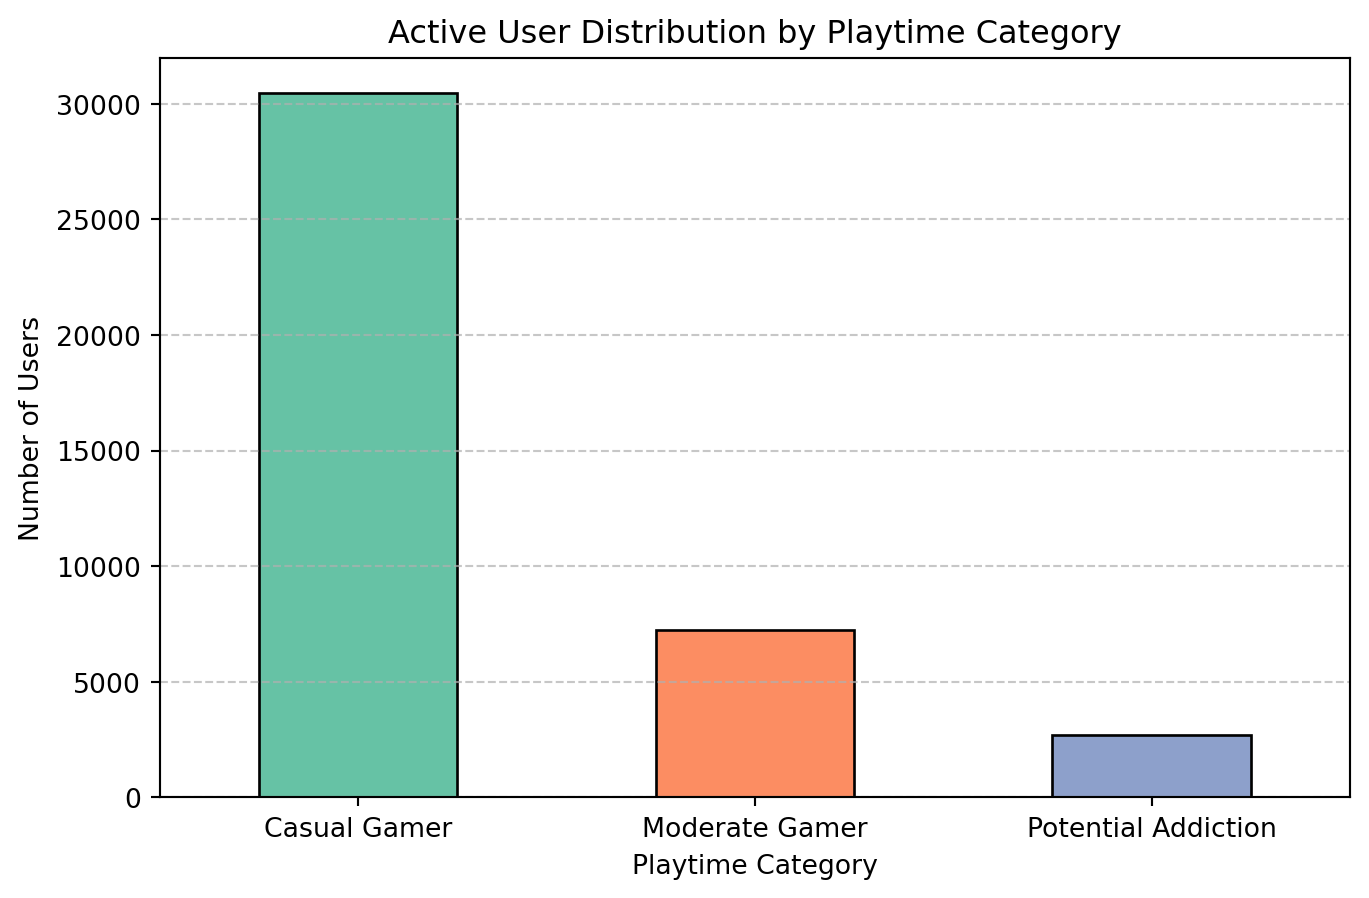 Active User Distribution by Playtime Category
30000
25000
20000
15000
10000
5000
0
Number of Users
Casual Gamer
Moderate Gamer
Potential Addiction
Playtime Category